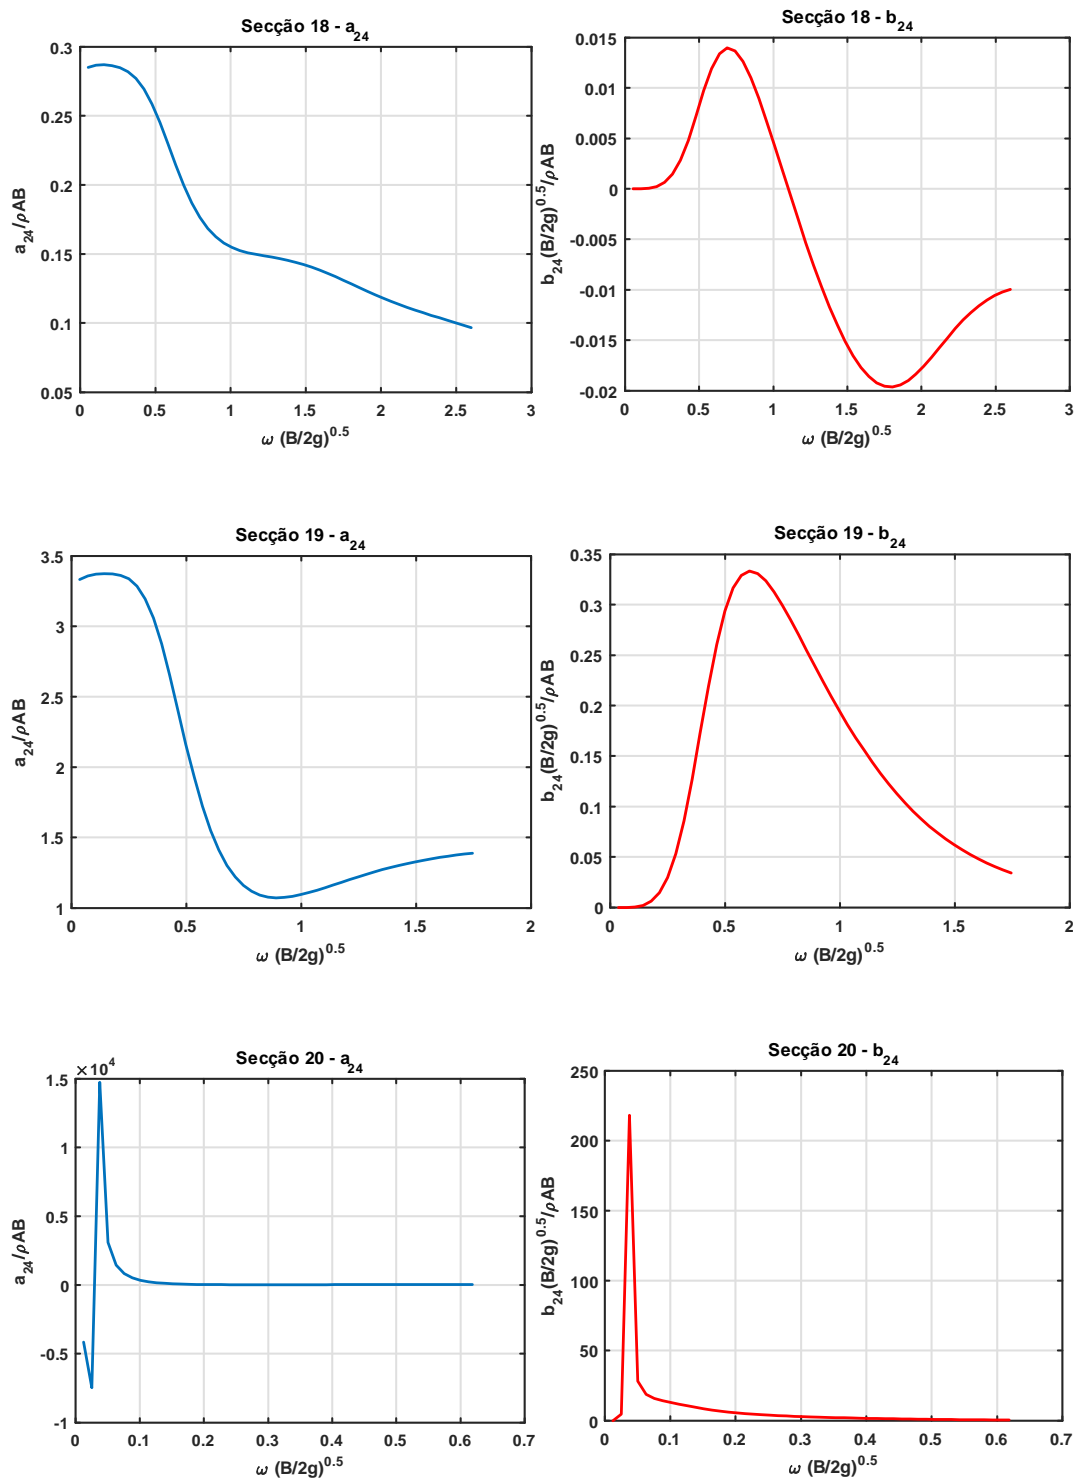 Secção 18 - a24
0.3
0.25
0.2
0.15
0.1
0.05
a24/ρAB
0 0.5 1 1.5 2 2.5 3
ω (B/2g)^0.5
Secção 18 - b24
0.015
0.01
0.005
0
-0.005
-0.01
-0.015
-0.02
b24(B/2g)^0.5/ρAB
0 0.5 1 1.5 2 2.5 3
ω (B/2g)^0.5
Secção 19 - a24
3.5
3
2.5
2
1.5
1
a24/ρAB
0 0.5 1 1.5 2
ω (B/2g)^0.5
Secção 19 - b24
0.35
0.3
0.25
0.2
0.15
0.1
0.05
0
b24(B/2g)^0.5/ρAB
0 0.5 1 1.5 2
ω (B/2g)^0.5
Secção 20 - a24
×10^4
1.5
1
0.5
0
-0.5
-1
a24/ρAB
0 0.1 0.2 0.3 0.4 0.5 0.6 0.7
ω (B/2g)^0.5
Secção 20 - b24
250
200
150
100
50
0
b24(B/2g)^0.5/ρAB
0 0.1 0.2 0.3 0.4 0.5 0.6 0.7
ω (B/2g)^0.5